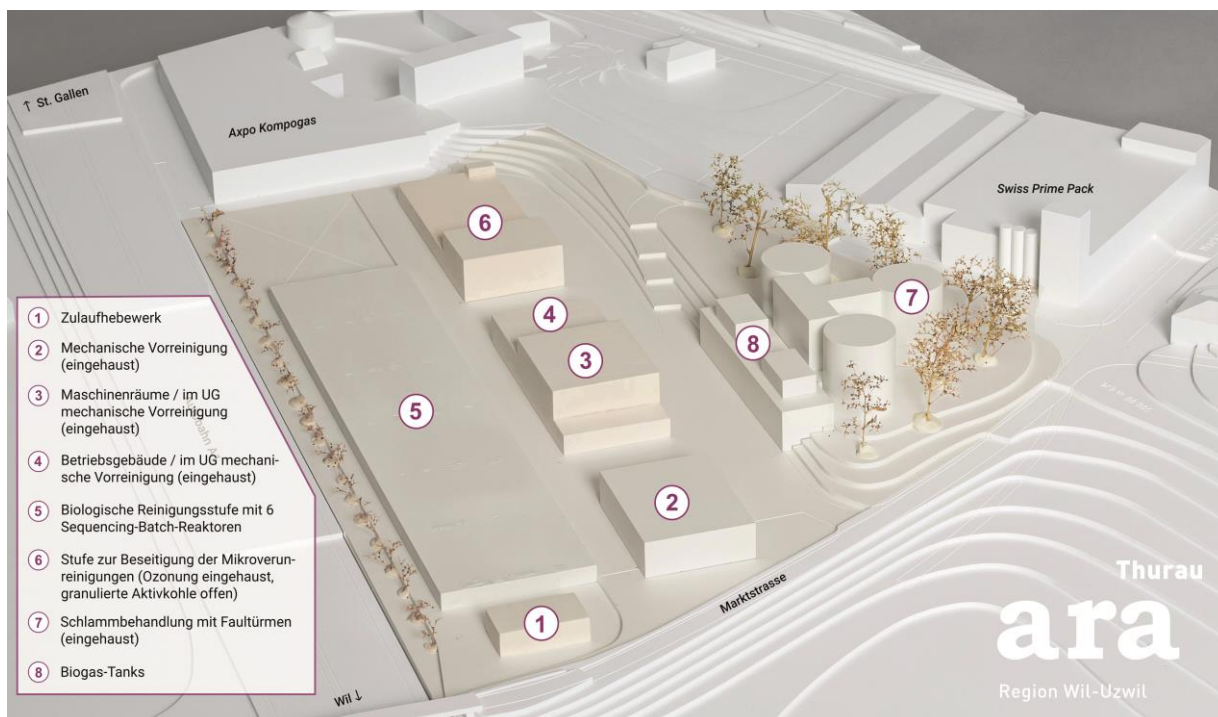 ↑ St. Gallen
Axpo Kompogas
Swiss Prime Pack
6
7
4
8
3
5
2
1
Marktstrasse
Wil ↓
1 Zulaufhebewerk
2 Mechanische Vorreinigung
(eingehaust)
3 Maschinenräume / im UG
mechanische Vorreinigung
(eingehaust)
4 Betriebsgebäude / im UG mechani-
sche Vorreinigung (eingehaust)
5 Biologische Reinigungsstufe mit 6
Sequencing-Batch-Reaktoren
6 Stufe zur Beseitigung der Mikroverun-
reinigungen (Ozonung eingehaust,
granulierte Aktivkohle offen)
7 Schlammbehandlung mit Faultürmen
(eingehaust)
8 Biogas-Tanks
Thurau
ara
Region Wil-Uzwil